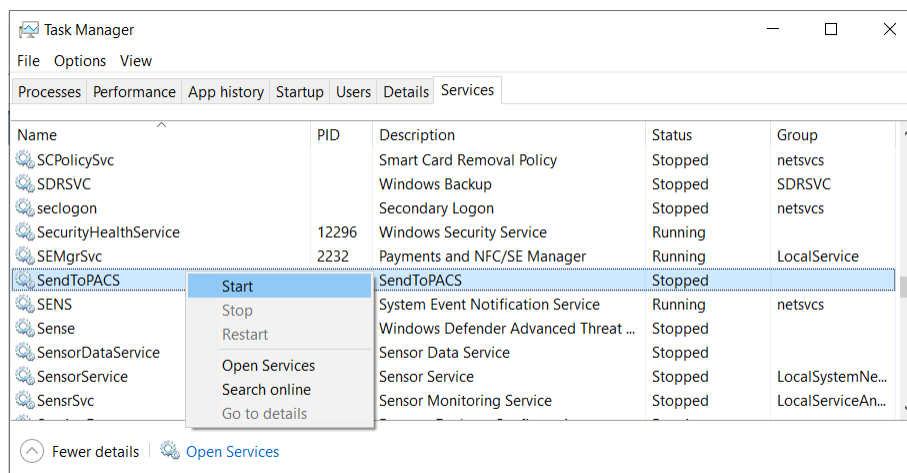 Task Manager
File Options View
Processes Performance App history Startup Users Details Services
Name PID Description Status Group
SCPolicySvc Smart Card Removal Policy Stopped netsvcs
SDRSVC Windows Backup Stopped SDRSVC
seclogon Secondary Logon Stopped netsvcs
SecurityHealthService 12296 Windows Security Service Running
SEMgrSvc 2232 Payments and NFC/SE Manager Running LocalService
SendToPACS SendToPACS Stopped
Start
SENS System Event Notification Service Running netsvcs
Stop
Sense Windows Defender Advanced Threat ... Stopped
Restart
SensorDataService Sensor Data Service Stopped
Open Services
SensorService Sensor Service Stopped LocalSystemNe...
Search online
SensrSvc Sensor Monitoring Service Stopped LocalServiceAn...
Go to details
Fewer details Open Services